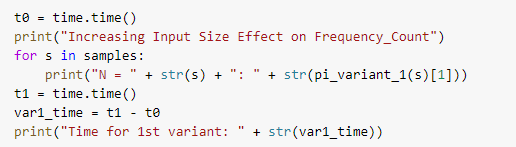 t0 = time.time()
print("Increasing Input Size Effect on Frequency_Count")
for s in samples:
    print("N = " + str(s) + ": " + str(pi_variant_1(s)[1]))
t1 = time.time()
var1_time = t1 - t0
print("Time for 1st variant: " + str(var1_time))